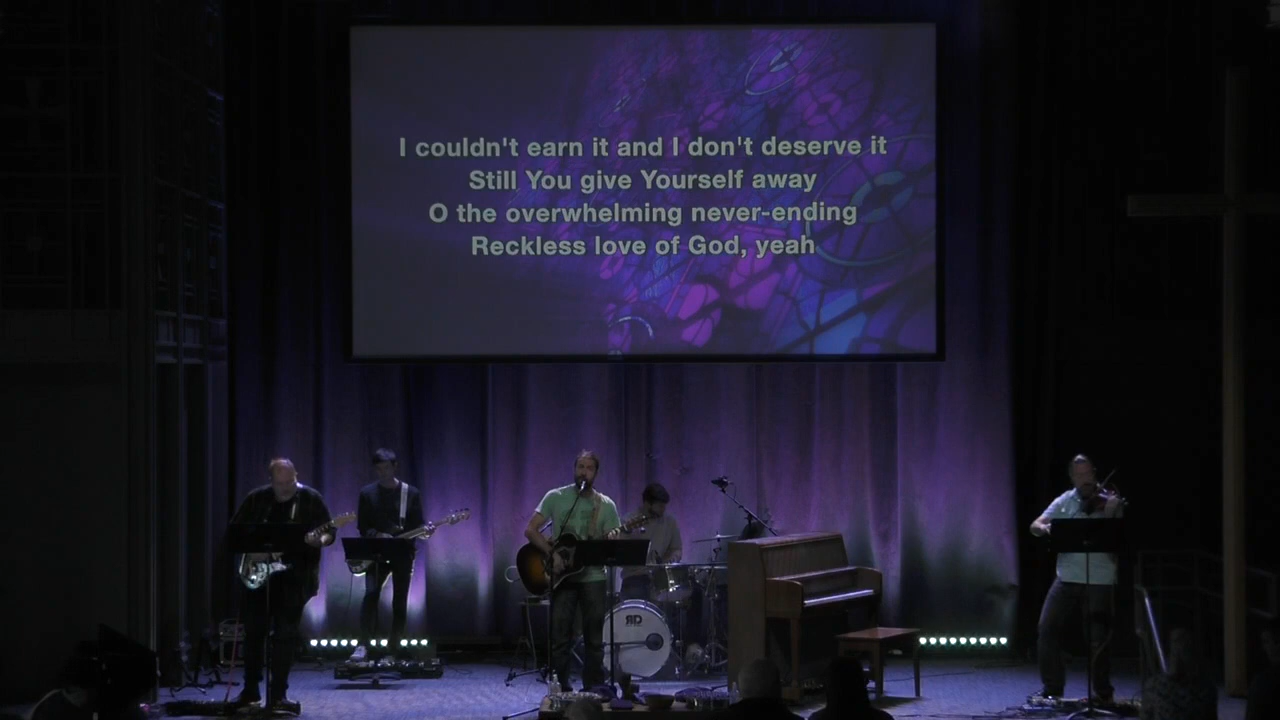 I couldn't earn it and I don't deserve it
Still You give Yourself away
O the overwhelming never-ending
Reckless love of God, yeah
RD